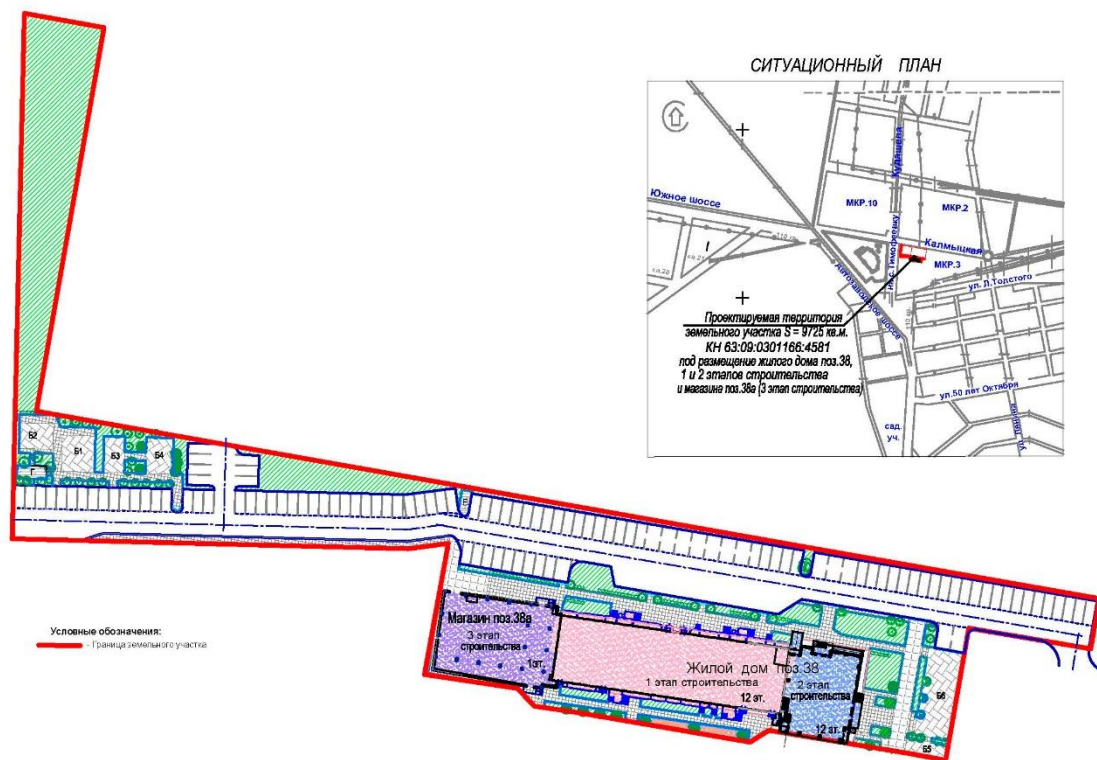 СИТУАЦИОННЫЙ ПЛАН
Кудашева
Южное шоссе
МКР.10
МКР.2
Калмыцкая
МКР.3
ул. Л.Толстого
Автозаводское шоссе
Проектируемая территория
земельного участка S = 9725 кв.м.
КН 63:09:0301166:4581
под размещение жилого дома поз.38,
1 и 2 этапов строительства
и магазина поз.38а (3 этап строительства)
ул.50 лет Октября
сад.
уч.
Б2
Б1
Б3
Б4
Г
Условные обозначения:
- Граница земельного участка
Магазин поз.38а
3 этап
строительства
1эт.
Жилой дом поз.38
1 этап строительства
12 эт.
2 этап
строительства
12 эт.
Б6
Б5